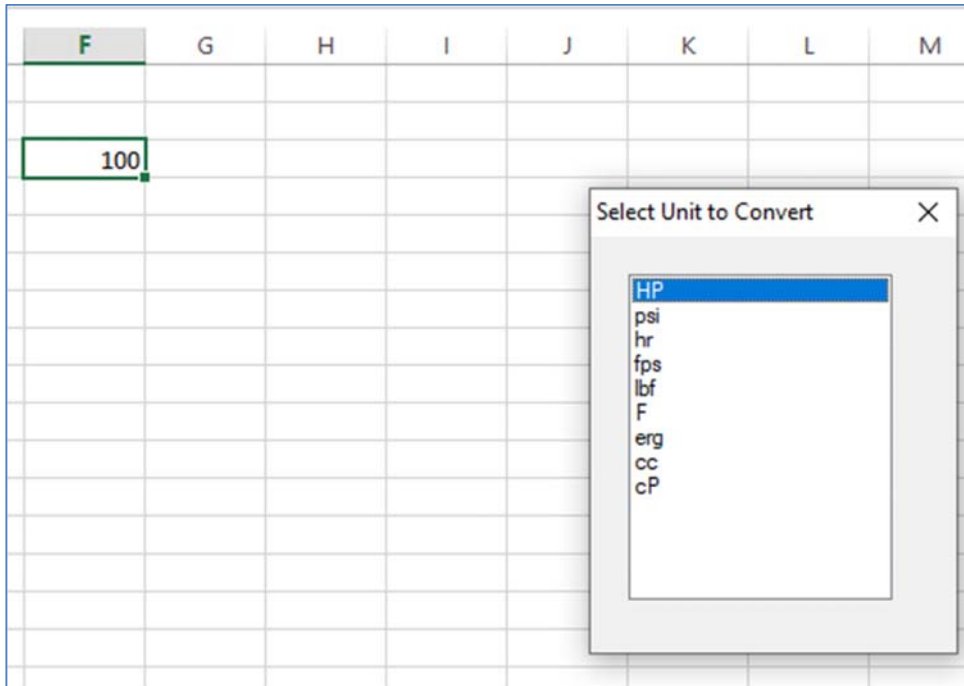 F G H I J K L M
100
Select Unit to Convert
HP
psi
hr
fps
lbf
F
erg
cc
cP